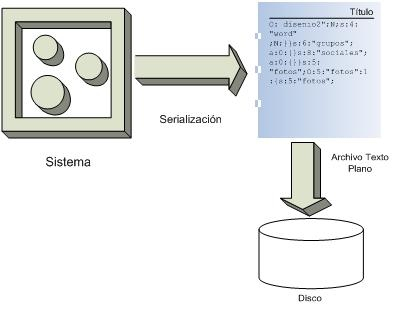 Título
O: disenio2";N;s:4:
"word"
;N;}}s:6:"grupos";
a:0:{}s:8:"sociales";
a:0:{}}s:5:
"fotos";O:5:"fotos":1
:{s:5:"fotos";
Serialización
Sistema
Archivo Texto
Plano
Disco